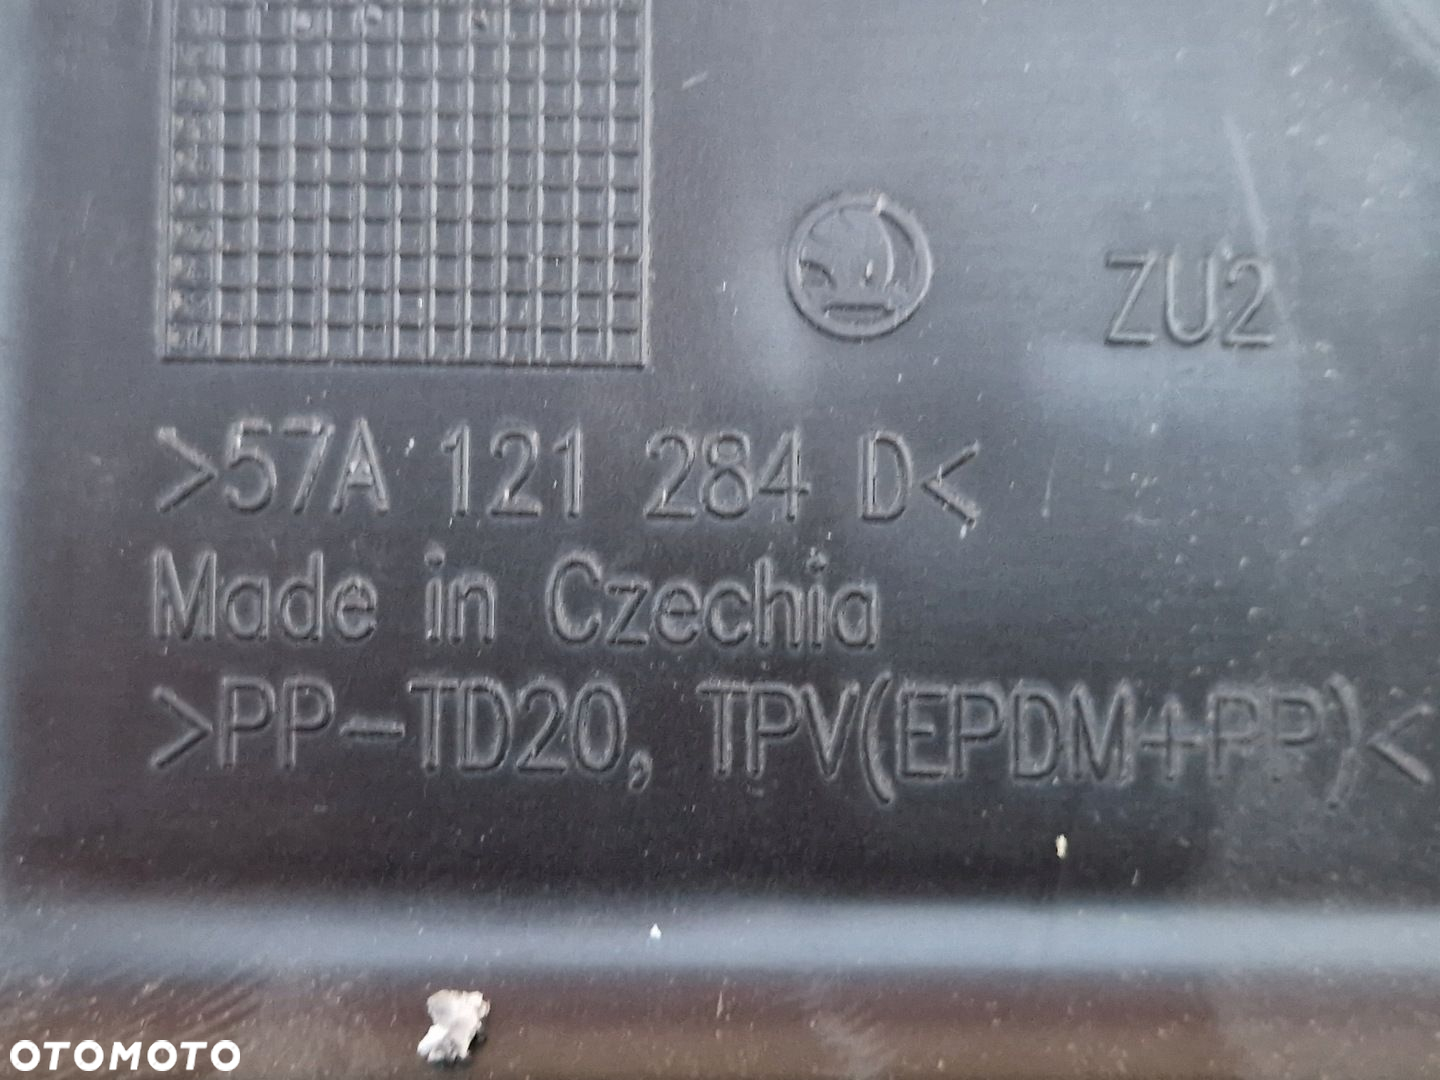 ZU2
>57A 121 284 D<
Made in Czechia
>PP-TD20, TPV(EPDM+PP)<
OTOMOTO